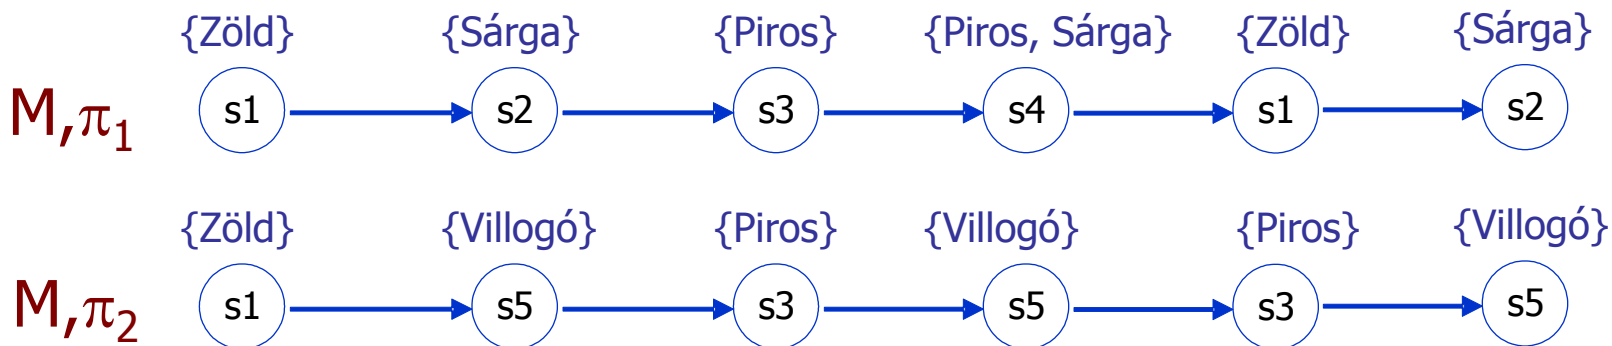 {Zöld} {Sárga} {Piros} {Piros, Sárga} {Zöld} {Sárga}
M,π₁ s1 s2 s3 s4 s1 s2
{Zöld} {Villogó} {Piros} {Villogó} {Piros} {Villogó}
M,π₂ s1 s5 s3 s5 s3 s5